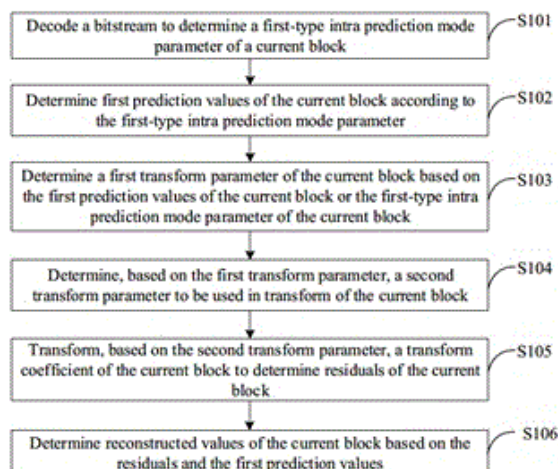 Decode a bitstream to determine a first-type intra prediction mode
parameter of a current block
S101
Determine first prediction values of the current block according to
the first-type intra prediction mode parameter
S102
Determine a first transform parameter of the current block based on
the first prediction values of the current block or the first-type intra
prediction mode parameter of the current block
S103
Determine, based on the first transform parameter, a second
transform parameter to be used in transform of the current block
S104
Transform, based on the second transform parameter, a transform
coefficient of the current block to determine residuals of the current
block
S105
Determine reconstructed values of the current block based on the
residuals and the first prediction values
S106